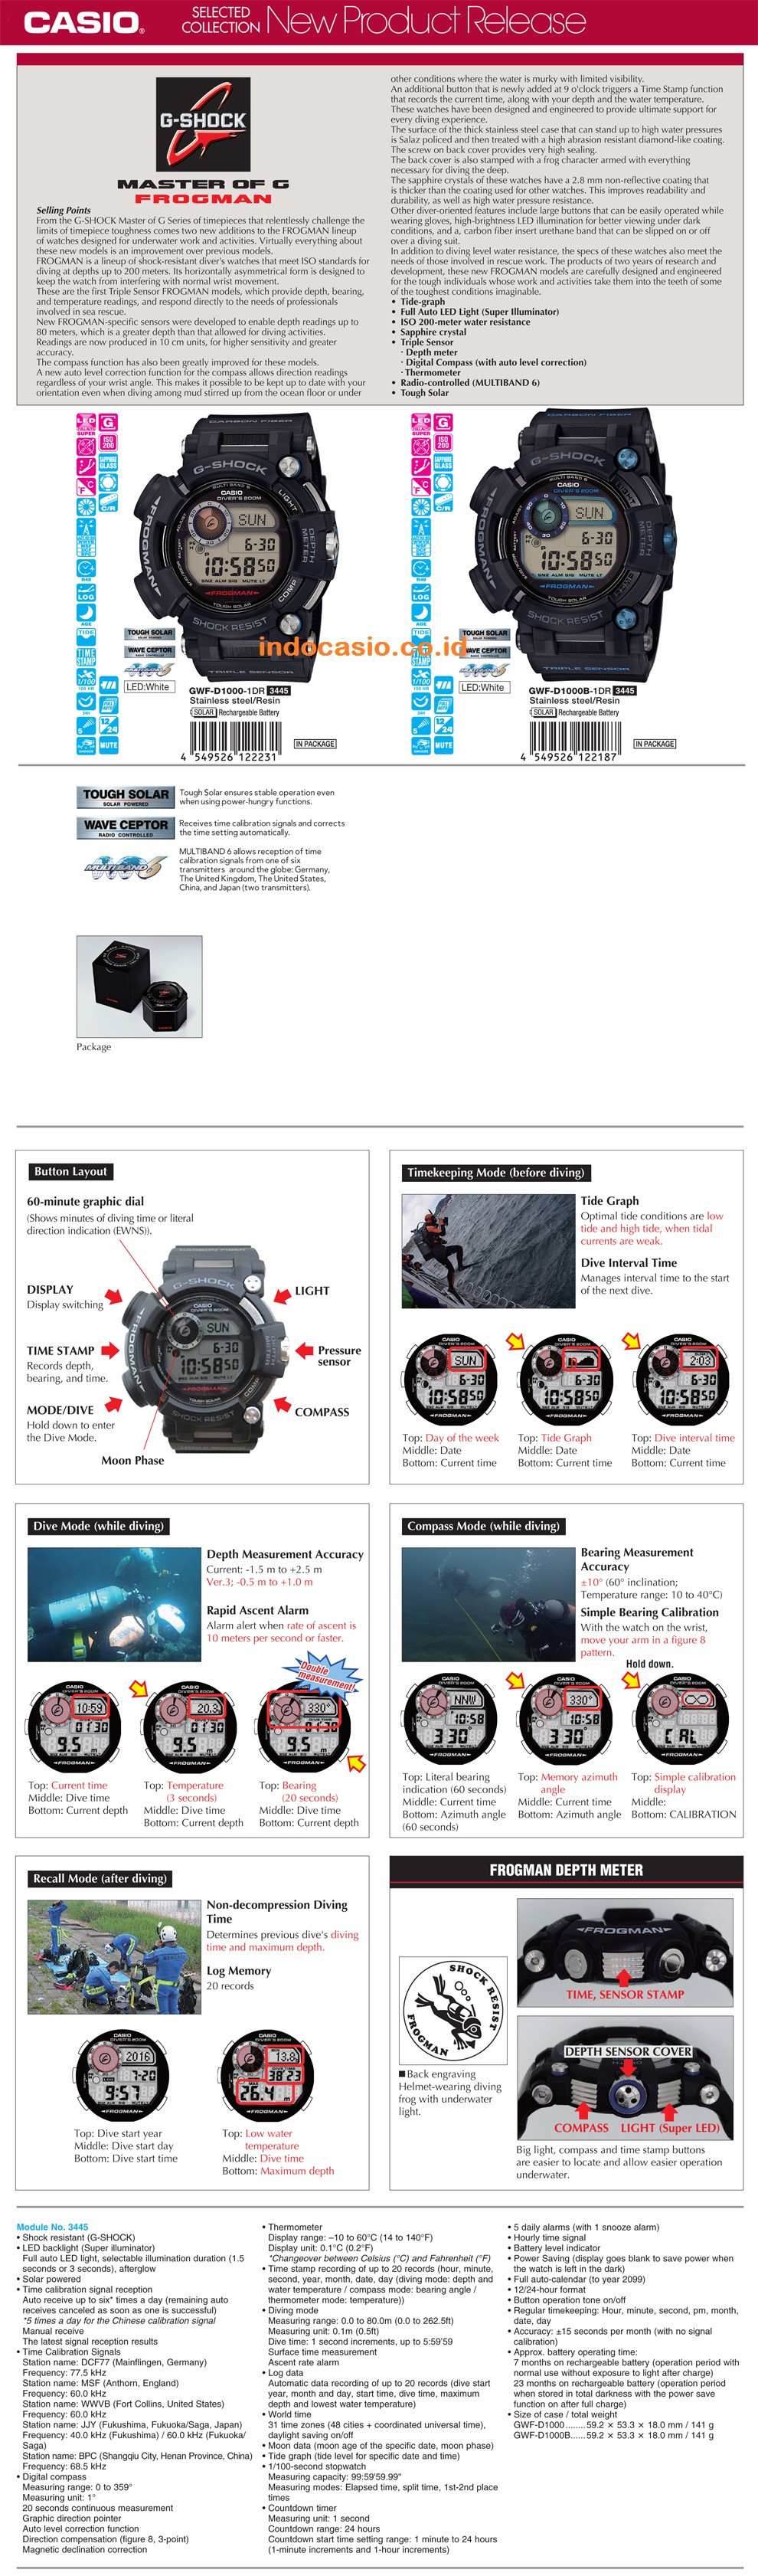 CASIO®
SELECTED
COLLECTION
New Product Release
G-SHOCK
MASTER OF G
FROGMAN
Selling Points
From the G-SHOCK Master of G Series of timepieces that relentlessly challenge the
limits of timepiece toughness comes two new additions to the FROGMAN lineup
of watches designed for underwater work and activities. Virtually everything about
these new models is an improvement over previous models.
FROGMAN is a lineup of shock-resistant diver's watches that meet ISO standards for
diving at depths up to 200 meters. Its horizontally asymmetrical form is designed to
keep the watch from interfering with normal wrist movement.
These are the first Triple Sensor FROGMAN models, which provide depth, bearing,
and temperature readings, and respond directly to the needs of professionals
involved in sea rescue.
New FROGMAN-specific sensors were developed to enable depth readings up to
80 meters, which is a greater depth than that allowed for diving activities.
Readings are now produced in 10 cm units, for higher sensitivity and greater
accuracy.
The compass function has also been greatly improved for these models.
A new auto level correction function for the compass allows direction readings
regardless of your wrist angle. This makes it possible to be kept up to date with your
orientation even when diving among mud stirred up from the ocean floor or under
other conditions where the water is murky with limited visibility.
An additional button that is newly added at 9 o'clock triggers a Time Stamp function
that records the current time, along with your depth and the water temperature.
These watches have been designed and engineered to provide ultimate support for
every diving experience.
The surface of the thick stainless steel case that can stand up to high water pressures
is Salaz policed and then treated with a high abrasion resistant diamond-like coating.
The screw on back cover provides very high sealing.
The back cover is also stamped with a frog character armed with everything
necessary for diving the deep.
The sapphire crystals of these watches have a 2.8 mm non-reflective coating that
is thicker than the coating used for other watches. This improves readability and
durability, as well as high water pressure resistance.
Other diver-oriented features include large buttons that can be easily operated while
wearing gloves, high-brightness LED illumination for better viewing under dark
conditions, and a, carbon fiber insert urethane band that can be slipped on or off
over a diving suit.
In addition to diving level water resistance, the specs of these watches also meet the
needs of those involved in rescue work. The products of two years of research and
development, these new FROGMAN models are carefully designed and engineered
for the tough individuals whose work and activities take them into the teeth of some
of the toughest conditions imaginable.
• Tide-graph
• Full Auto LED Light (Super Illuminator)
• ISO 200-meter water resistance
• Sapphire crystal
• Triple Sensor
· Depth meter
· Digital Compass (with auto level correction)
· Thermometer
• Radio-controlled (MULTIBAND 6)
• Tough Solar
TOUGH SOLAR
WAVE CEPTOR
LED:White
GWF-D1000-1DR 3445
Stainless steel/Resin
SOLAR Rechargeable Battery
4 549526 122231
IN PACKAGE
TOUGH SOLAR
WAVE CEPTOR
LED:White
GWF-D1000B-1DR 3445
Stainless steel/Resin
SOLAR Rechargeable Battery
4 549526 122187
IN PACKAGE
indocasio.co.id
TOUGH SOLAR
SOLAR POWERED
Tough Solar ensures stable operation even
when using power-hungry functions.
WAVE CEPTOR
RADIO CONTROLLED
Receives time calibration signals and corrects
the time setting automatically.
MULTIBAND 6
MULTIBAND 6 allows reception of time
calibration signals from one of six
transmitters around the globe: Germany,
The United Kingdom, The United States,
China, and Japan (two transmitters).
Package
Button Layout
60-minute graphic dial
(Shows minutes of diving time or literal
direction indication (EWNS)).
DISPLAY
Display switching
LIGHT
TIME STAMP
Records depth,
bearing, and time.
Pressure
sensor
MODE/DIVE
Hold down to enter
the Dive Mode.
COMPASS
Moon Phase
Timekeeping Mode (before diving)
Tide Graph
Optimal tide conditions are low
tide and high tide, when tidal
currents are weak.
Dive Interval Time
Manages interval time to the start
of the next dive.
Top: Day of the week
Middle: Date
Bottom: Current time
Top: Tide Graph
Middle: Date
Bottom: Current time
Top: Dive interval time
Middle: Date
Bottom: Current time
Dive Mode (while diving)
Depth Measurement Accuracy
Current: -1.5 m to +2.5 m
Ver.3; -0.5 m to +1.0 m
Rapid Ascent Alarm
Alarm alert when rate of ascent is
10 meters per second or faster.
Double
measurement!
Top: Current time
Middle: Dive time
Bottom: Current depth
Top: Temperature
(3 seconds)
Middle: Dive time
Bottom: Current depth
Top: Bearing
(20 seconds)
Middle: Dive time
Bottom: Current depth
Compass Mode (while diving)
Bearing Measurement
Accuracy
±10° (60° inclination;
Temperature range: 10 to 40°C)
Simple Bearing Calibration
With the watch on the wrist,
move your arm in a figure 8
pattern.
Hold down.
Top: Literal bearing
indication (60 seconds)
Middle: Current time
Bottom: Azimuth angle
(60 seconds)
Top: Memory azimuth
angle
Middle: Current time
Bottom: Azimuth angle
Top: Simple calibration
display
Middle:
Bottom: CALIBRATION
Recall Mode (after diving)
Non-decompression Diving
Time
Determines previous dive's diving
time and maximum depth.
Log Memory
20 records
Top: Dive start year
Middle: Dive start day
Bottom: Dive start time
Top: Low water
temperature
Middle: Dive time
Bottom: Maximum depth
FROGMAN DEPTH METER
TIME, SENSOR STAMP
SHOCK RESIST
FROGMAN
■Back engraving
Helmet-wearing diving
frog with underwater
light.
DEPTH SENSOR COVER
COMPASS LIGHT (Super LED)
Big light, compass and time stamp buttons
are easier to locate and allow easier operation
underwater.
Module No. 3445
• Shock resistant (G-SHOCK)
• LED backlight (Super illuminator)
Full auto LED light, selectable illumination duration (1.5
seconds or 3 seconds), afterglow
• Solar powered
• Time calibration signal reception
Auto receive up to six* times a day (remaining auto
receives canceled as soon as one is successful)
*5 times a day for the Chinese calibration signal
Manual receive
The latest signal reception results
• Time Calibration Signals
Station name: DCF77 (Mainflingen, Germany)
Frequency: 77.5 kHz
Station name: MSF (Anthorn, England)
Frequency: 60.0 kHz
Station name: WWVB (Fort Collins, United States)
Frequency: 60.0 kHz
Station name: JJY (Fukushima, Fukuoka/Saga, Japan)
Frequency: 40.0 kHz (Fukushima) / 60.0 kHz (Fukuoka/
Saga)
Station name: BPC (Shangqiu City, Henan Province, China)
Frequency: 68.5 kHz
• Digital compass
Measuring range: 0 to 359°
Measuring unit: 1°
20 seconds continuous measurement
Graphic direction pointer
Auto level correction function
Direction compensation (figure 8, 3-point)
Magnetic declination correction
• Thermometer
Display range: –10 to 60°C (14 to 140°F)
Display unit: 0.1°C (0.2°F)
*Changeover between Celsius (°C) and Fahrenheit (°F)
• Time stamp recording of up to 20 records (hour, minute,
second, year, month, date, day (diving mode: depth and
water temperature / compass mode: bearing angle /
thermometer mode: temperature))
• Diving mode
Measuring range: 0.0 to 80.0m (0.0 to 262.5ft)
Measuring unit: 0.1m (0.5ft)
Dive time: 1 second increments, up to 5:59'59
Surface time measurement
Ascent rate alarm
• Log data
Automatic data recording of up to 20 records (dive start
year, month and day, start time, dive time, maximum
depth and lowest water temperature)
• World time
31 time zones (48 cities + coordinated universal time),
daylight saving on/off
• Moon data (moon age of the specific date, moon phase)
• Tide graph (tide level for specific date and time)
• 1/100-second stopwatch
Measuring capacity: 99:59'59.99"
Measuring modes: Elapsed time, split time, 1st-2nd place
times
• Countdown timer
Measuring unit: 1 second
Countdown range: 24 hours
Countdown start time setting range: 1 minute to 24 hours
(1-minute increments and 1-hour increments)
• 5 daily alarms (with 1 snooze alarm)
• Hourly time signal
• Battery level indicator
• Power Saving (display goes blank to save power when
the watch is left in the dark)
• Full auto-calendar (to year 2099)
• 12/24-hour format
• Button operation tone on/off
• Regular timekeeping: Hour, minute, second, pm, month,
date, day
• Accuracy: ±15 seconds per month (with no signal
calibration)
• Approx. battery operating time:
7 months on rechargeable battery (operation period with
normal use without exposure to light after charge)
23 months on rechargeable battery (operation period
when stored in total darkness with the power save
function on after full charge)
• Size of case / total weight
GWF-D1000........59.2 × 53.3 × 18.0 mm / 141 g
GWF-D1000B......59.2 × 53.3 × 18.0 mm / 141 g